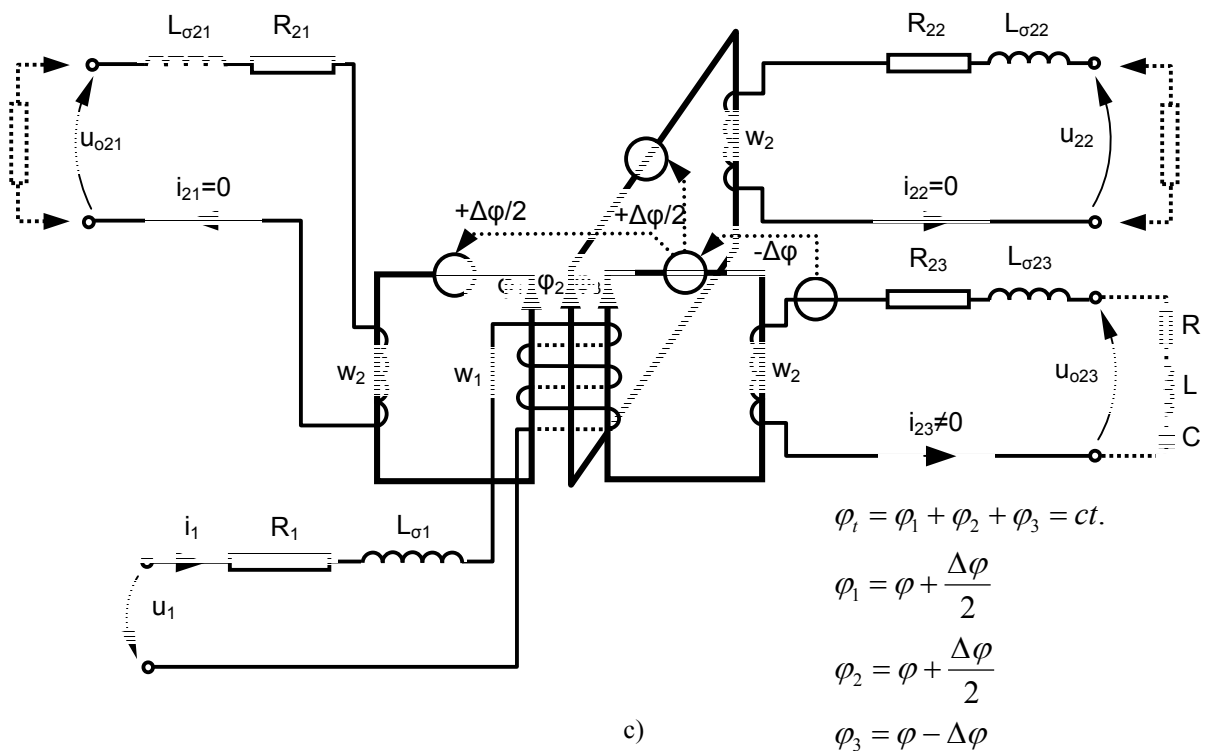 Lσ21 R21
R22 Lσ22
uo21
w2
u22
i21=0
i22=0
+Δφ/2 +Δφ/2
-Δφ
R23 Lσ23
φ2
R
w2 w1 w2
uo23
L
i23≠0
C
i1 R1 Lσ1
u1
φt = φ1 + φ2 + φ3 = ct.
φ1 = φ + Δφ/2
φ2 = φ + Δφ/2
φ3 = φ − Δφ
c)